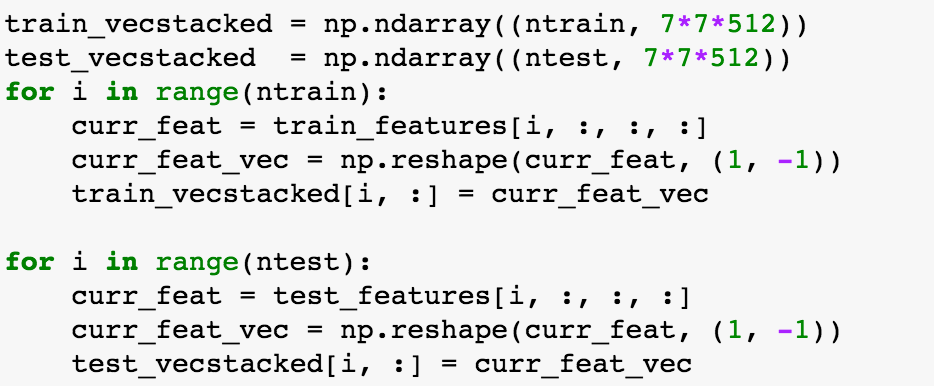 train_vecstacked = np.ndarray((ntrain, 7*7*512))
test_vecstacked  = np.ndarray((ntest, 7*7*512))
for i in range(ntrain):
    curr_feat = train_features[i, :, :, :]
    curr_feat_vec = np.reshape(curr_feat, (1, -1))
    train_vecstacked[i, :] = curr_feat_vec

for i in range(ntest):
    curr_feat = test_features[i, :, :, :]
    curr_feat_vec = np.reshape(curr_feat, (1, -1))
    test_vecstacked[i, :] = curr_feat_vec